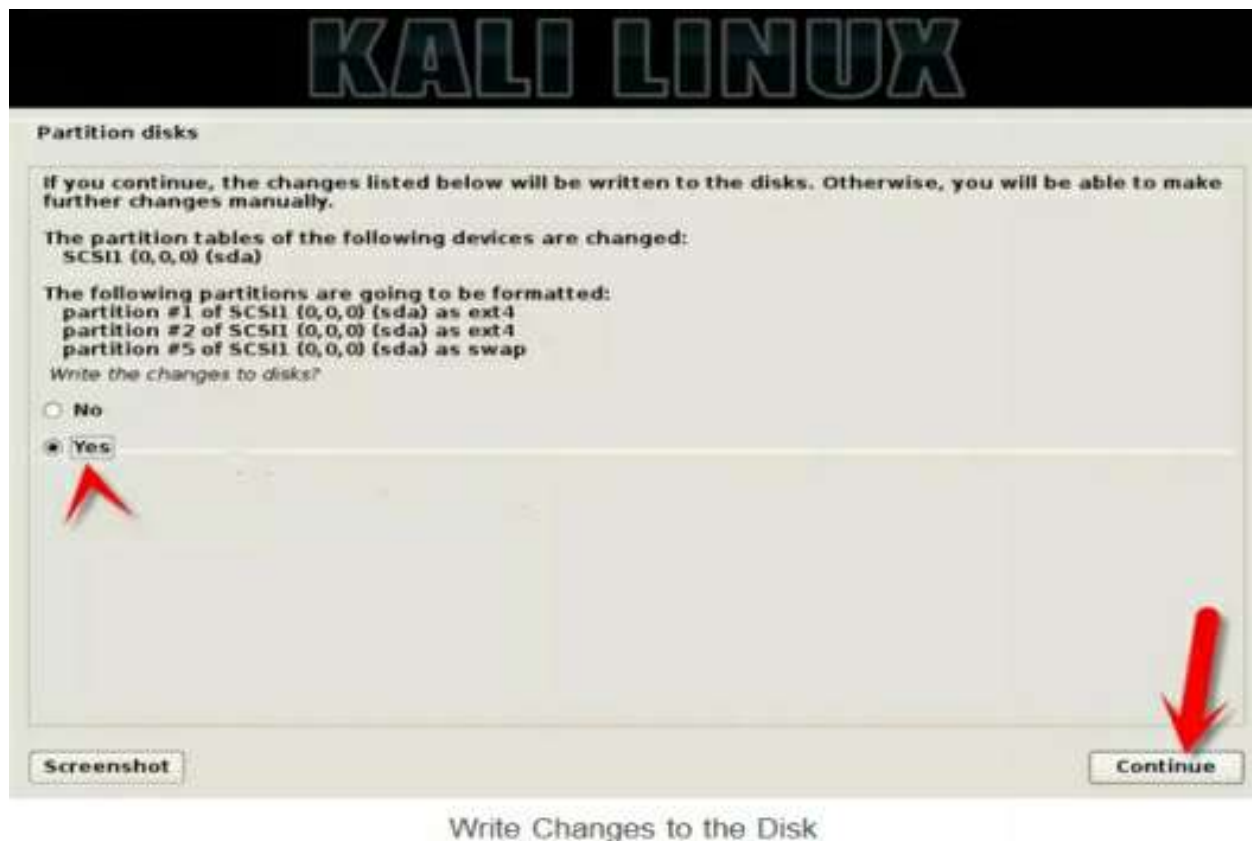 KALI LINUX
Partition disks
If you continue, the changes listed below will be written to the disks. Otherwise, you will be able to make
further changes manually.
The partition tables of the following devices are changed:
SCSI1 (0,0,0) (sda)
The following partitions are going to be formatted:
partition #1 of SCSI1 (0,0,0) (sda) as ext4
partition #2 of SCSI1 (0,0,0) (sda) as ext4
partition #5 of SCSI1 (0,0,0) (sda) as swap
Write the changes to disks?
No
Yes
Screenshot
Continue
Write Changes to the Disk